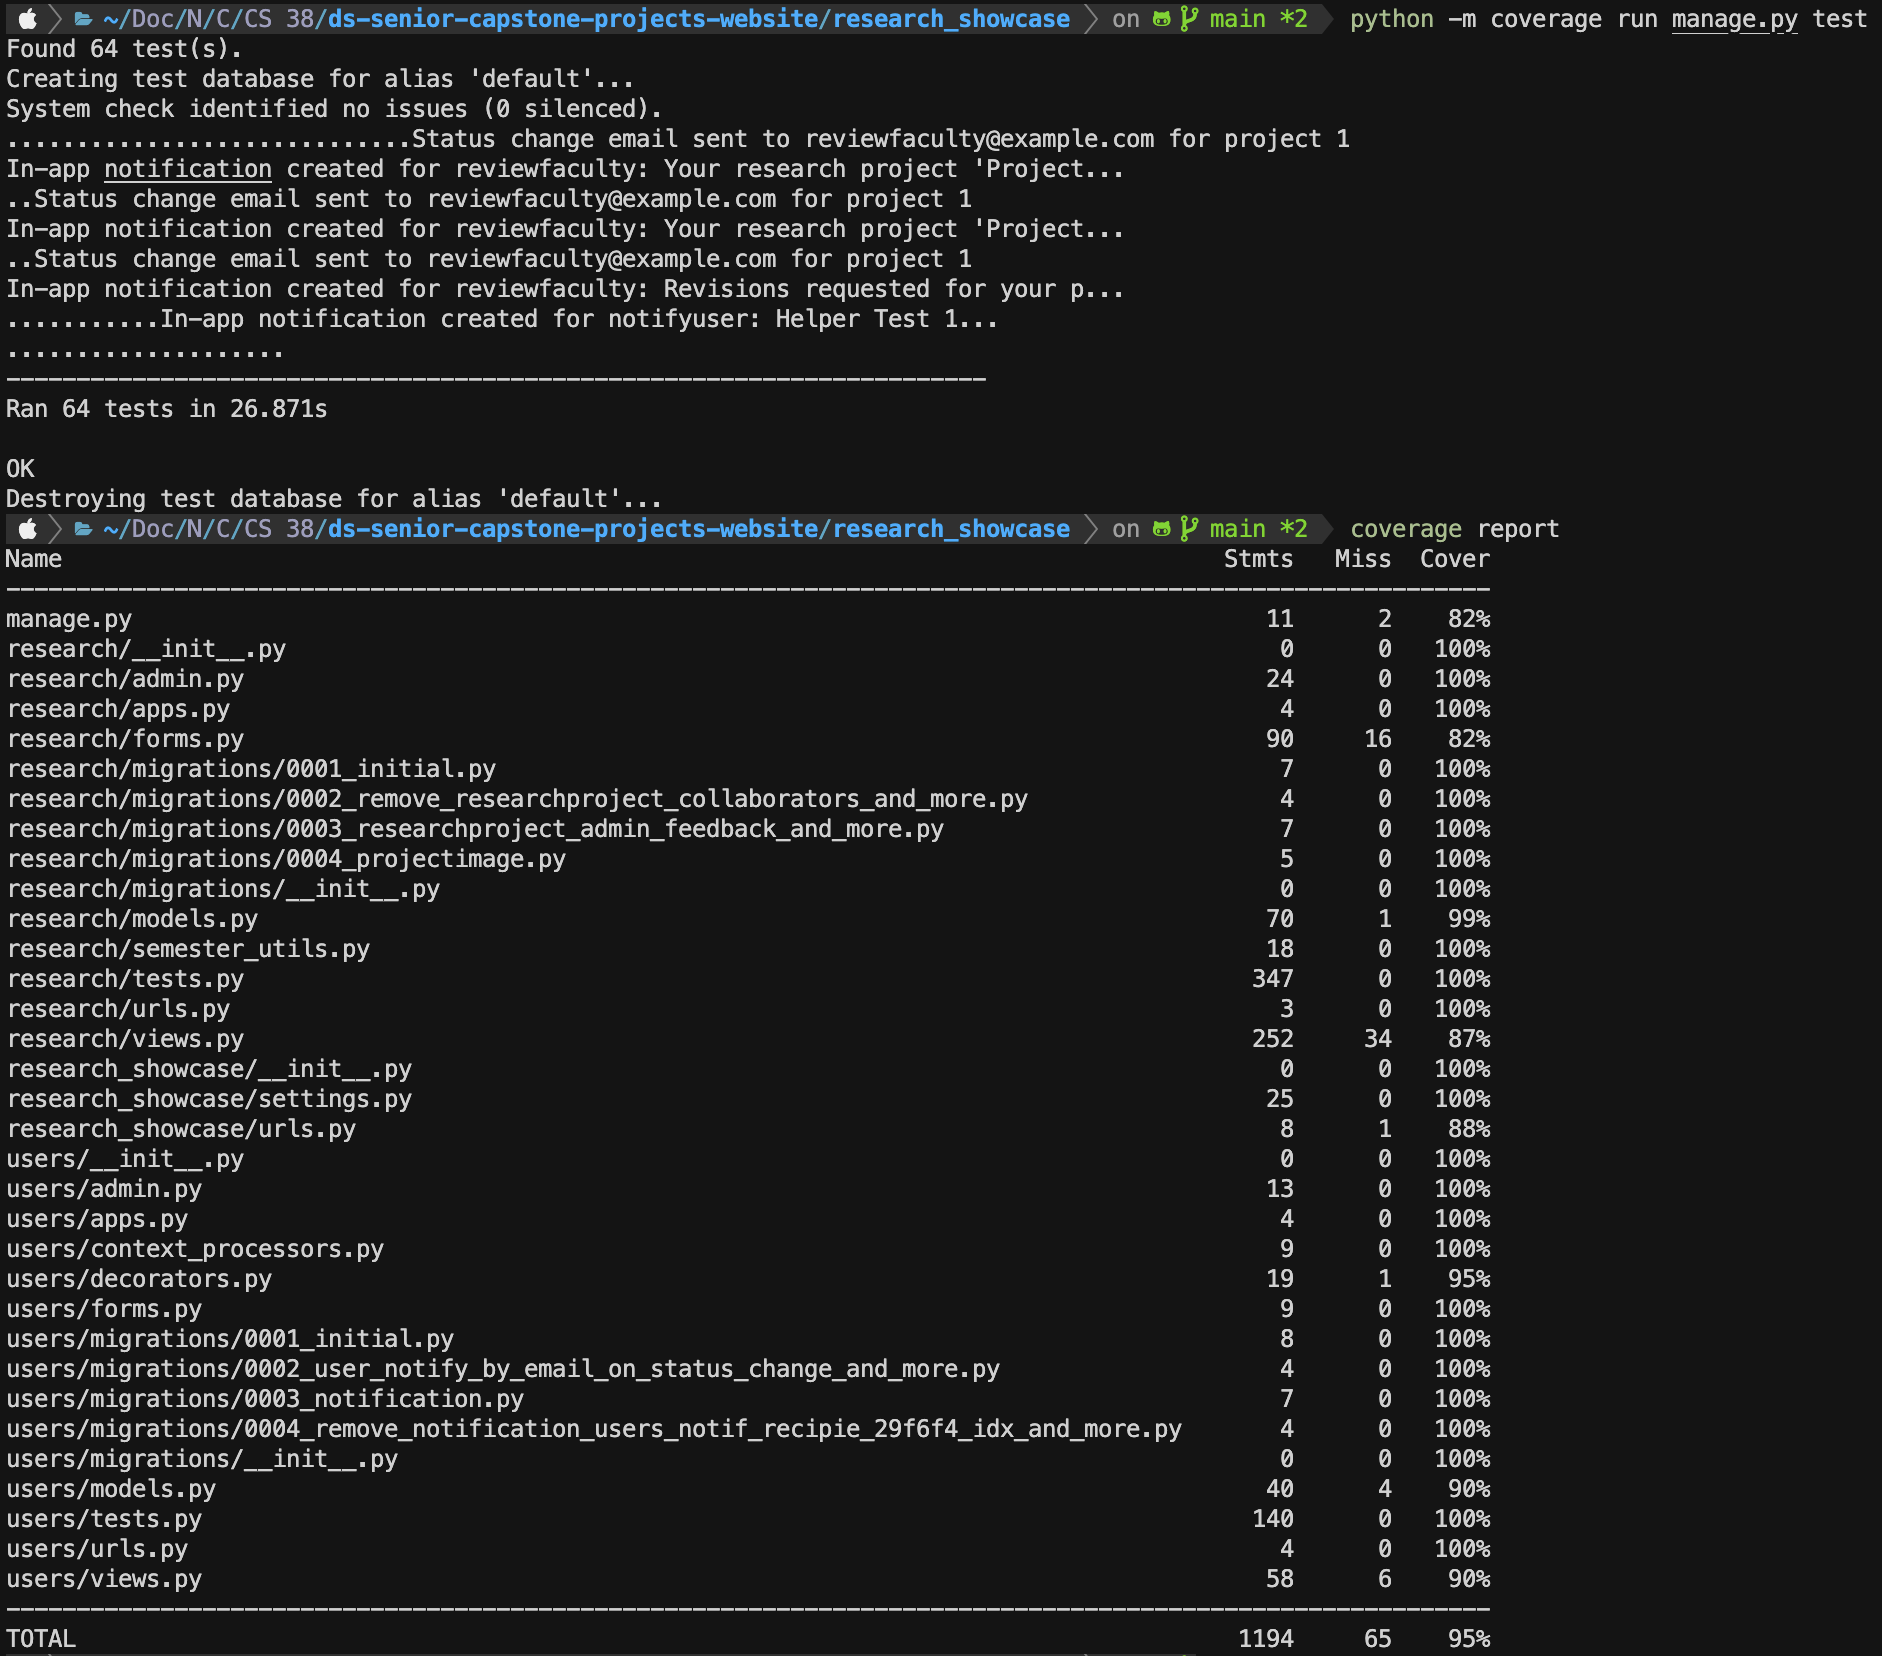 ~/Doc/N/C/CS 38/ds-senior-capstone-projects-website/research_showcase on main *2 python -m coverage run manage.py test
Found 64 test(s).
Creating test database for alias 'default'...
System check identified no issues (0 silenced).
.............................Status change email sent to reviewfaculty@example.com for project 1
In-app notification created for reviewfaculty: Your research project 'Project...
..Status change email sent to reviewfaculty@example.com for project 1
In-app notification created for reviewfaculty: Your research project 'Project...
..Status change email sent to reviewfaculty@example.com for project 1
In-app notification created for reviewfaculty: Revisions requested for your p...
...........In-app notification created for notifyuser: Helper Test 1...
....................
----------------------------------------------------------------------
Ran 64 tests in 26.871s
OK
Destroying test database for alias 'default'...
~/Doc/N/C/CS 38/ds-senior-capstone-projects-website/research_showcase on main *2 coverage report
Name Stmts Miss Cover
----------------------------------------------------------------------------------------------------------
manage.py 11 2 82%
research/__init__.py 0 0 100%
research/admin.py 24 0 100%
research/apps.py 4 0 100%
research/forms.py 90 16 82%
research/migrations/0001_initial.py 7 0 100%
research/migrations/0002_remove_researchproject_collaborators_and_more.py 4 0 100%
research/migrations/0003_researchproject_admin_feedback_and_more.py 7 0 100%
research/migrations/0004_projectimage.py 5 0 100%
research/migrations/__init__.py 0 0 100%
research/models.py 70 1 99%
research/semester_utils.py 18 0 100%
research/tests.py 347 0 100%
research/urls.py 3 0 100%
research/views.py 252 34 87%
research_showcase/__init__.py 0 0 100%
research_showcase/settings.py 25 0 100%
research_showcase/urls.py 8 1 88%
users/__init__.py 0 0 100%
users/admin.py 13 0 100%
users/apps.py 4 0 100%
users/context_processors.py 9 0 100%
users/decorators.py 19 1 95%
users/forms.py 9 0 100%
users/migrations/0001_initial.py 8 0 100%
users/migrations/0002_user_notify_by_email_on_status_change_and_more.py 4 0 100%
users/migrations/0003_notification.py 7 0 100%
users/migrations/0004_remove_notification_users_notif_recipie_29f6f4_idx_and_more.py 4 0 100%
users/migrations/__init__.py 0 0 100%
users/models.py 40 4 90%
users/tests.py 140 0 100%
users/urls.py 4 0 100%
users/views.py 58 6 90%
----------------------------------------------------------------------------------------------------------
TOTAL 1194 65 95%